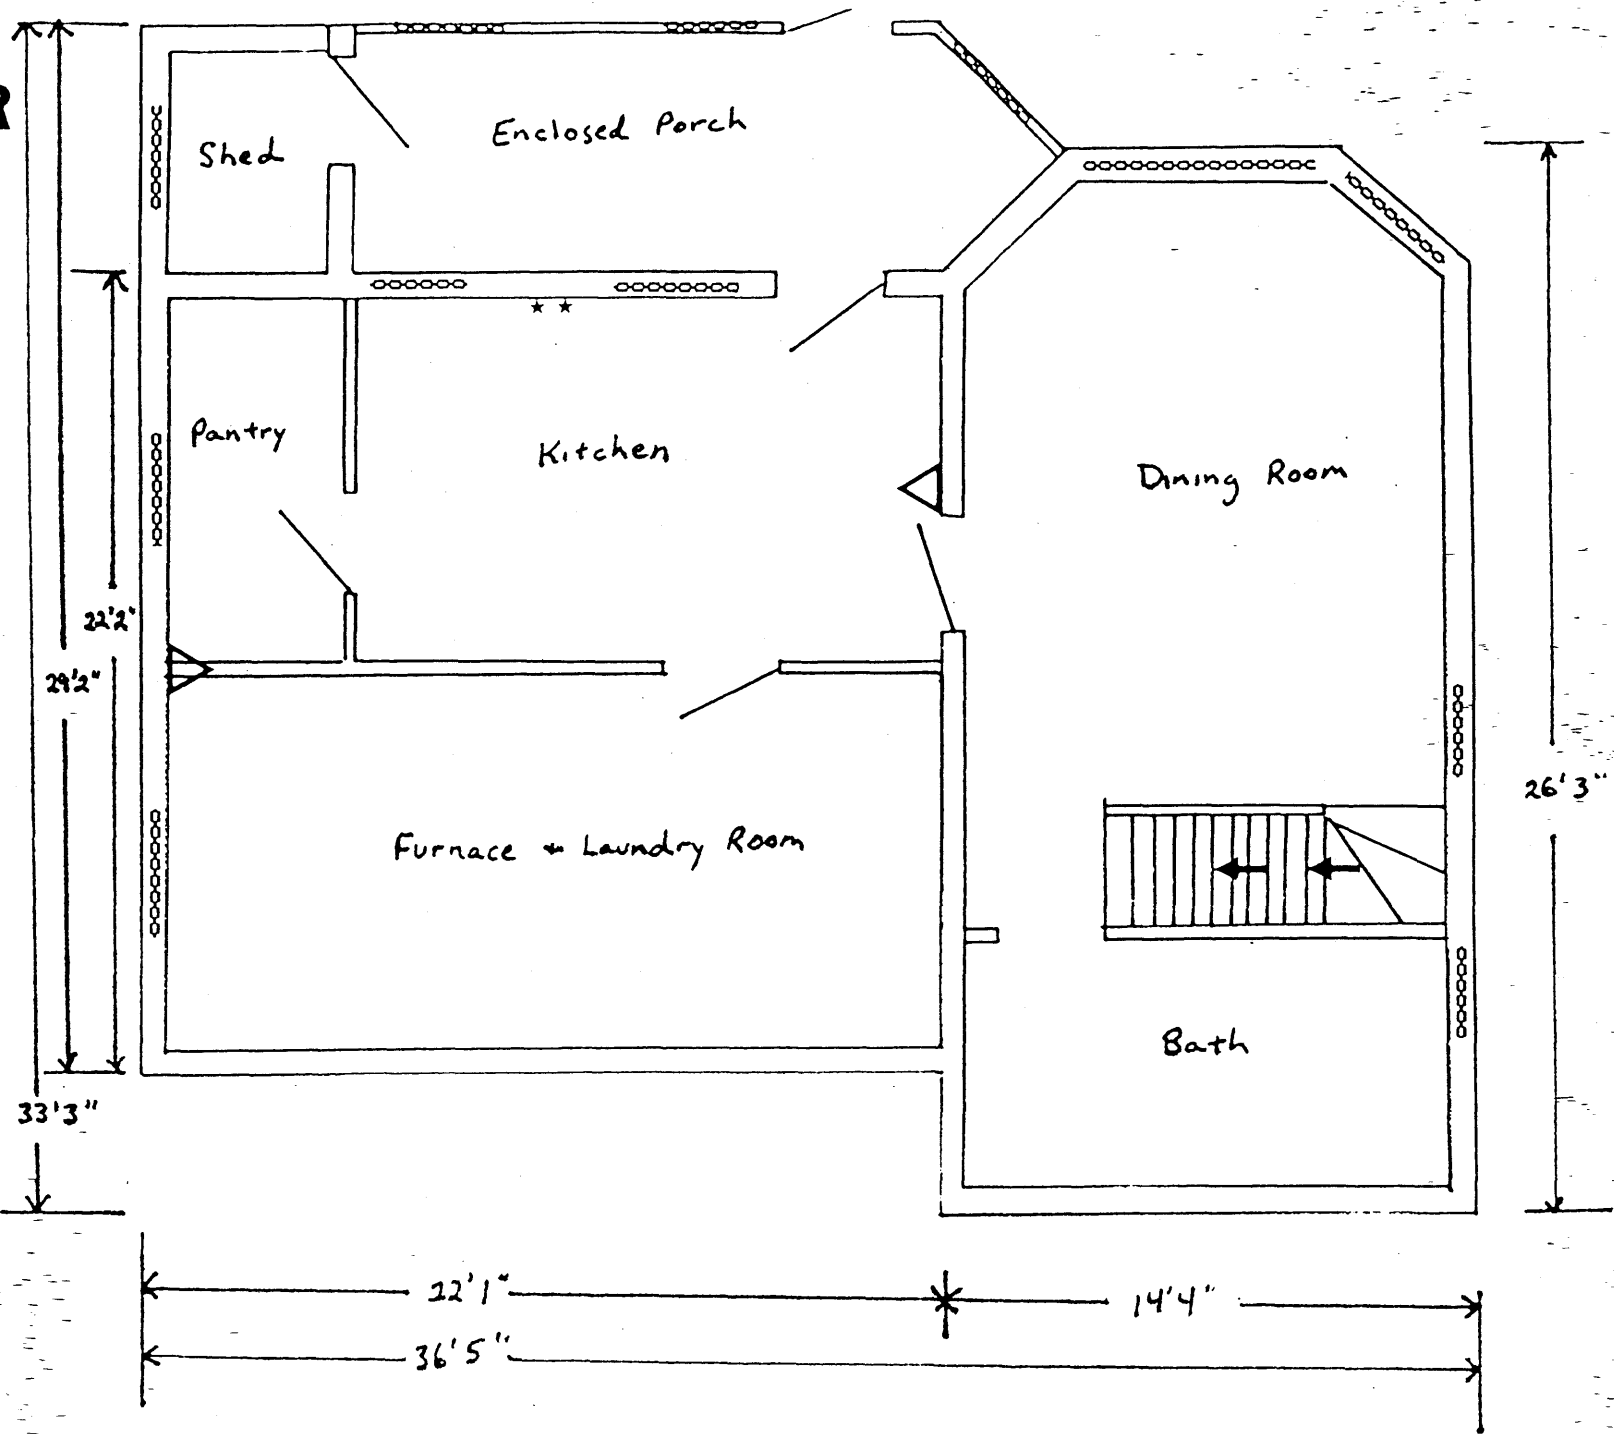 R
Enclosed Porch
Shed
Pantry
Kitchen
Dining Room
22'2"
29'2"
26'3"
Furnace + Laundry Room
Bath
33'3"
22'1"
14'4"
36'5"